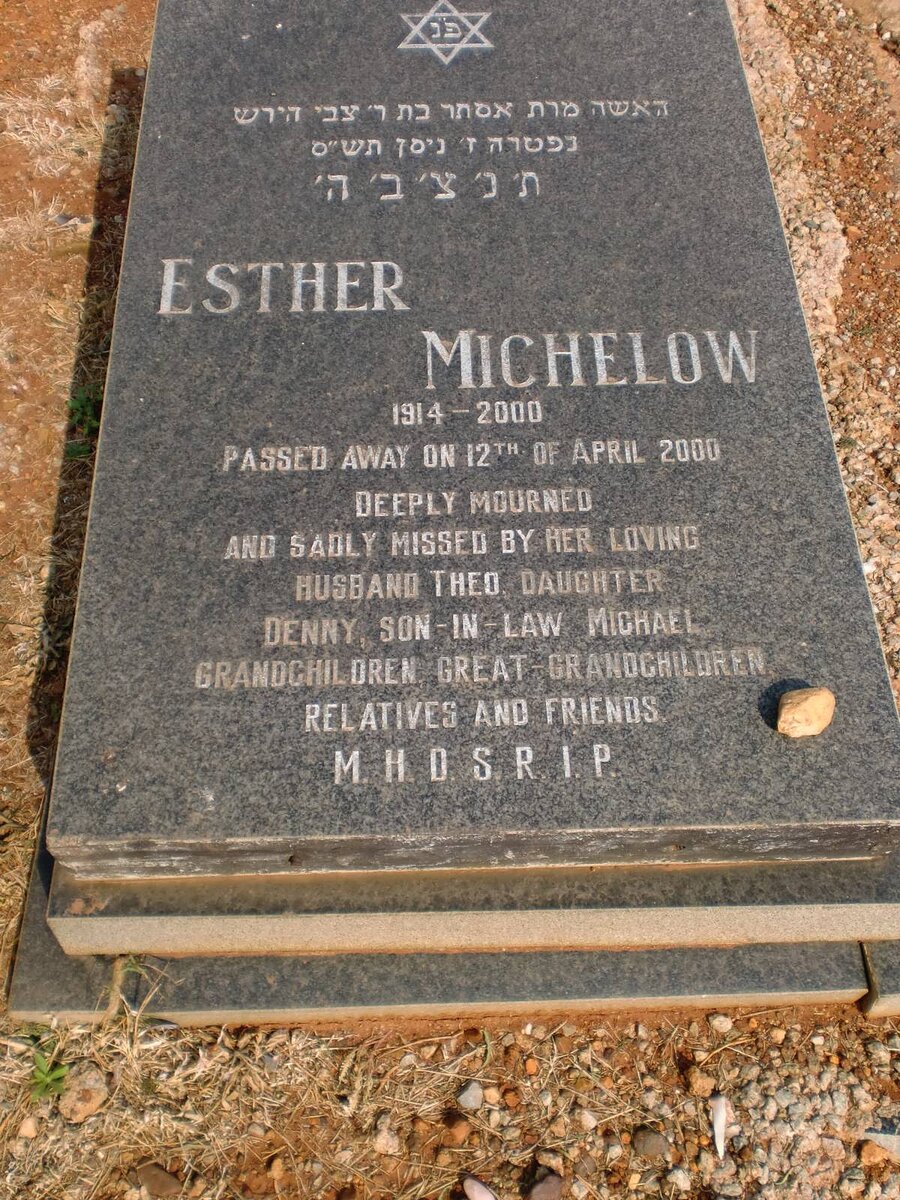 פ״נ
האשה מרת אסתר בת ר׳ צבי הירש
נפטרה ז׳ ניסן תש״ס
ת׳ נ׳ צ׳ ב׳ ה׳
ESTHER
MICHELOW
1914 – 2000
PASSED AWAY ON 12TH OF APRIL 2000
DEEPLY MOURNED
AND SADLY MISSED BY HER LOVING
HUSBAND THEO, DAUGHTER
DENNY, SON-IN-LAW MICHAEL,
GRANDCHILDREN, GREAT-GRANDCHILDREN,
RELATIVES AND FRIENDS.
M.H.D.S.R.I.P.